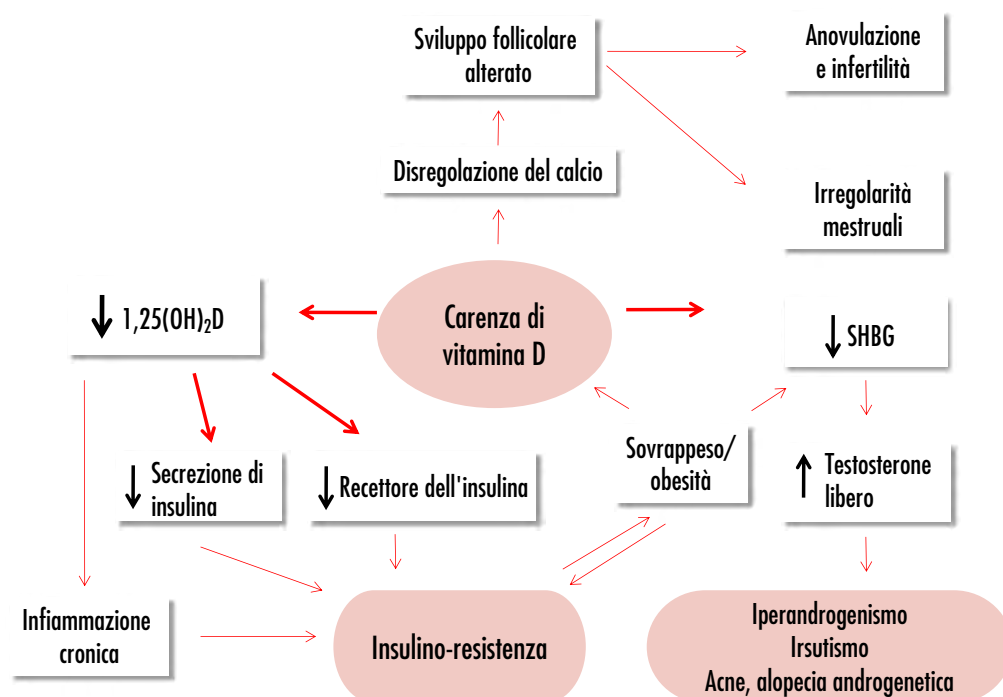 Sviluppo follicolare
alterato
Anovulazione
e infertilità
Disregolazione del calcio
Irregolarità
mestruali
1,25(OH)₂D
Carenza di
vitamina D
SHBG
Secrezione di
insulina
Recettore dell'insulina
Sovrappeso/
obesità
Testosterone
libero
Infiammazione
cronica
Insulino-resistenza
Iperandrogenismo
Irsutismo
Acne, alopecia androgenetica